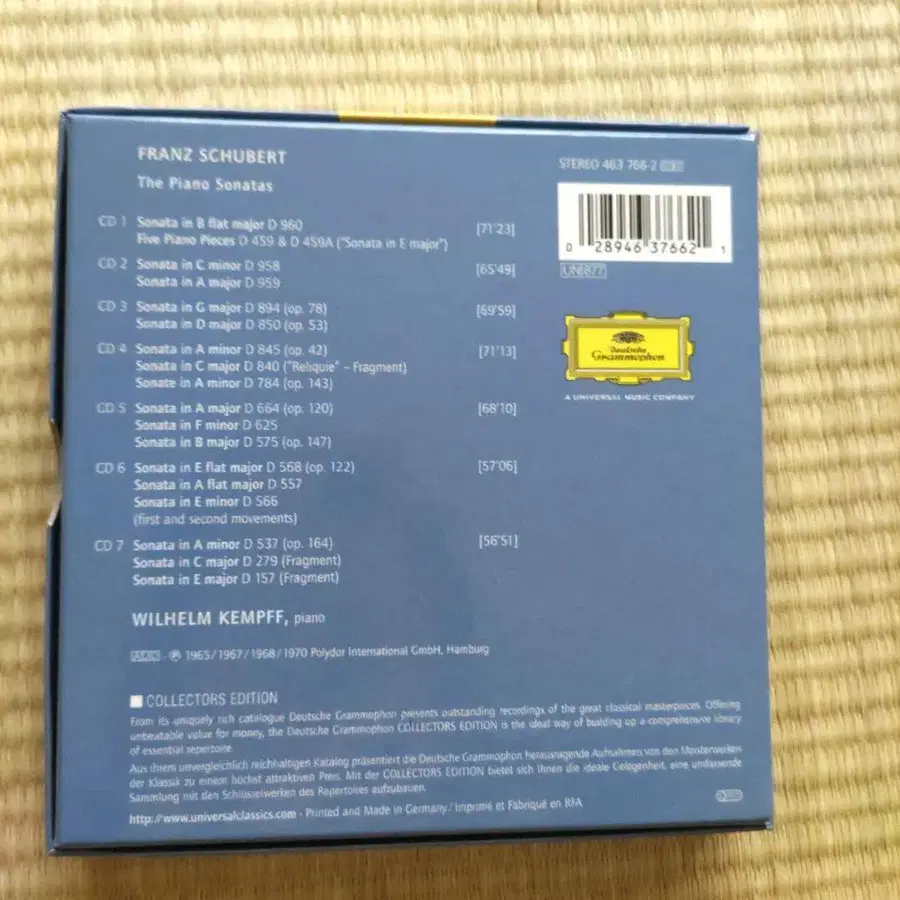 FRANZ SCHUBERT
The Piano Sonatas
STEREO 463 766-2
0 28946 37662 1
UN 877
CD 1 Sonata in B flat major D 960 [71'23]
Five Piano Pieces D 459 & D 459A ("Sonata in E major")
CD 2 Sonata in C minor D 958 [65'49]
Sonata in A major D 959
CD 3 Sonata in G major D 894 (op. 78) [69'59]
Sonata in D major D 850 (op. 53)
CD 4 Sonata in A minor D 845 (op. 42) [71'13]
Sonata in C major D 840 ("Reliquie" – Fragment)
Sonate in A minor D 784 (op. 143)
CD 5 Sonata in A major D 664 (op. 120) [68'10]
Sonata in F minor D 625
Sonata in B major D 575 (op. 147)
CD 6 Sonata in E flat major D 568 (op. 122) [57'06]
Sonata in A flat major D 557
Sonata in E minor D 566
(first and second movements)
CD 7 Sonata in A minor D 537 (op. 164) [56'51]
Sonata in C major D 279 (Fragment)
Sonata in E major D 157 (Fragment)
Deutsche
Grammophon
A UNIVERSAL MUSIC COMPANY
WILHELM KEMPFF, piano
℗ 1965/1967/1968/1970 Polydor International GmbH, Hamburg
COLLECTORS EDITION
From its uniquely rich catalogue Deutsche Grammophon presents outstanding recordings of the great classical masterpieces. Offering
unbeatable value for money, the Deutsche Grammophon COLLECTORS EDITION is the ideal way of building up a comprehensive library
of essential repertoire.
Aus ihrem unvergleichlich reichhaltigen Katalog präsentiert die Deutsche Grammophon herausragende Aufnahmen von den Meisterwerken
der Klassik zu einem höchst attraktiven Preis. Mit der COLLECTORS EDITION bietet sich Ihnen die ideale Gelegenheit, eine umfassende
Sammlung mit den Schlüsselwerken des Repertoires aufzubauen.
http://www.universalclassics.com · Printed and Made in Germany / Imprimé et Fabriqué en RFA